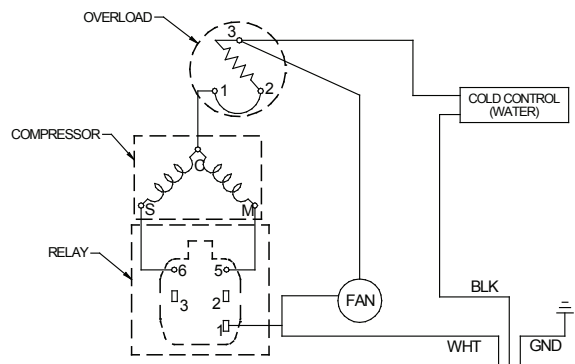 OVERLOAD
3
1
2
COLD CONTROL
(WATER)
COMPRESSOR
C
S
M
RELAY
6
5
3
2
1
FAN
BLK
WHT
GND